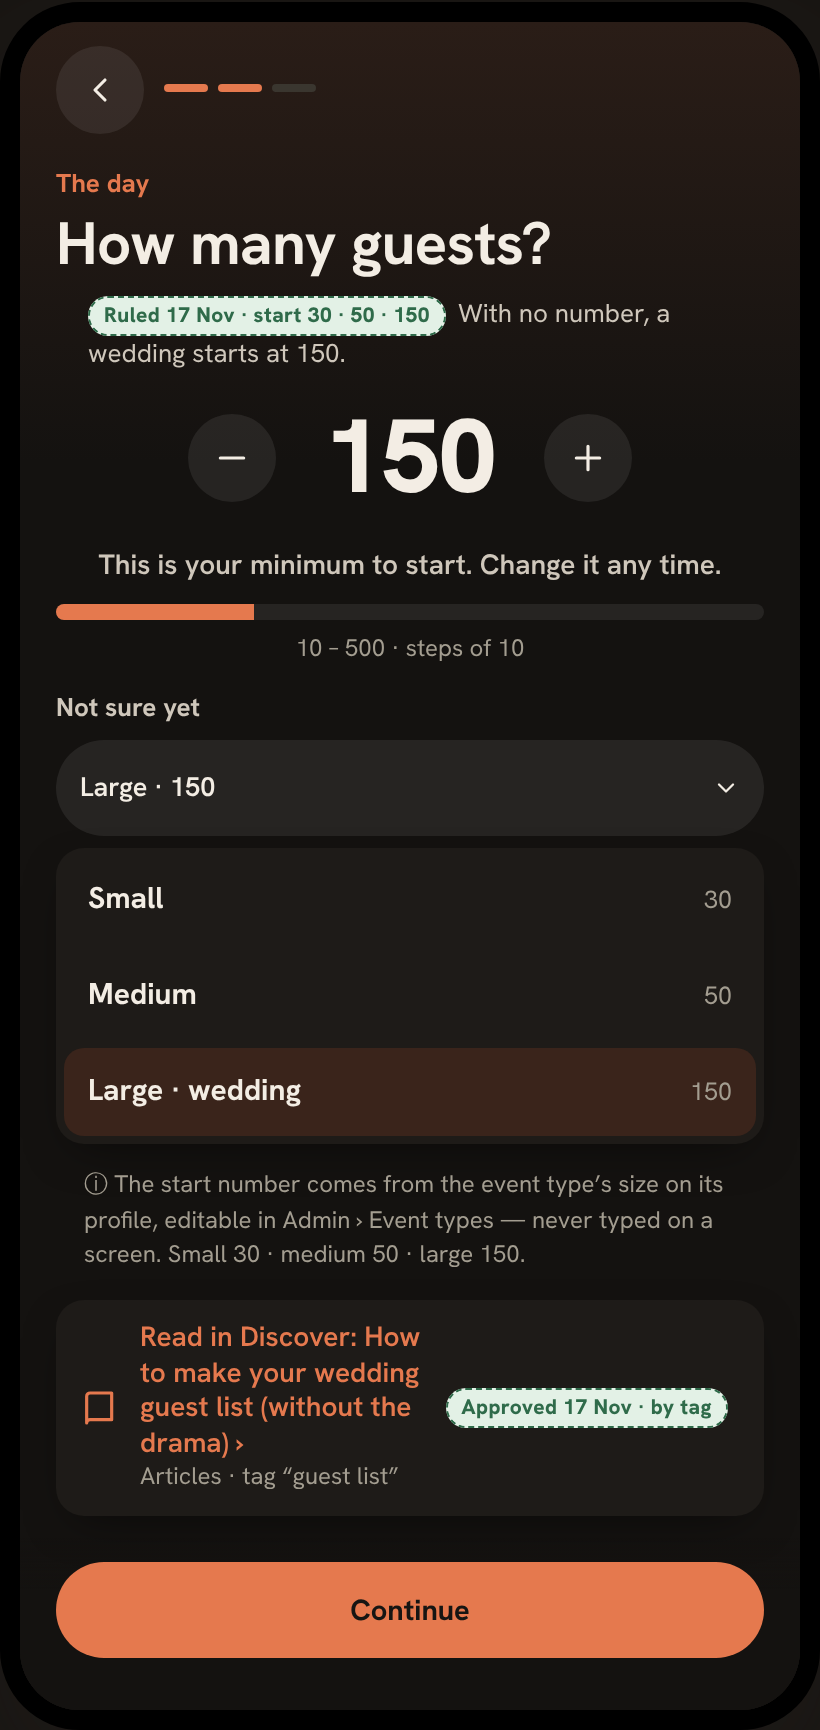 The day
How many guests?
Ruled 17 Nov · start 30 · 50 · 150 With no number, a
wedding starts at 150.
− 150 +
This is your minimum to start. Change it any time.
10 – 500 · steps of 10
Not sure yet
Large · 150
Small 30
Medium 50
Large · wedding 150
ⓘ The start number comes from the event type’s size on its
profile, editable in Admin › Event types — never typed on a
screen. Small 30 · medium 50 · large 150.
Read in Discover: How
to make your wedding
guest list (without the
drama) ›
Articles · tag “guest list”
Approved 17 Nov · by tag
Continue